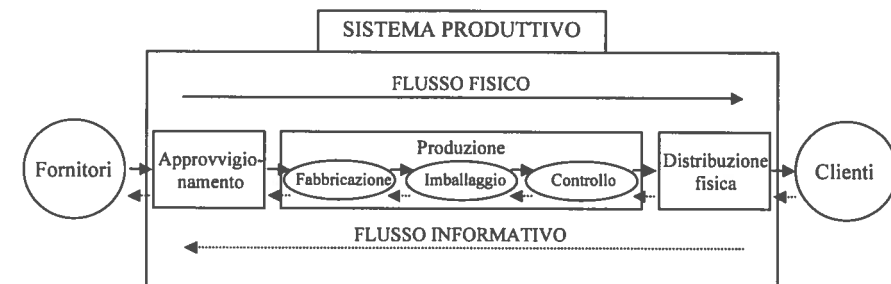 SISTEMA PRODUTTIVO
FLUSSO FISICO
Fornitori
Approvvigio-
namento
Produzione
Fabbricazione
Imballaggio
Controllo
Distribuzione
fisica
Clienti
FLUSSO INFORMATIVO